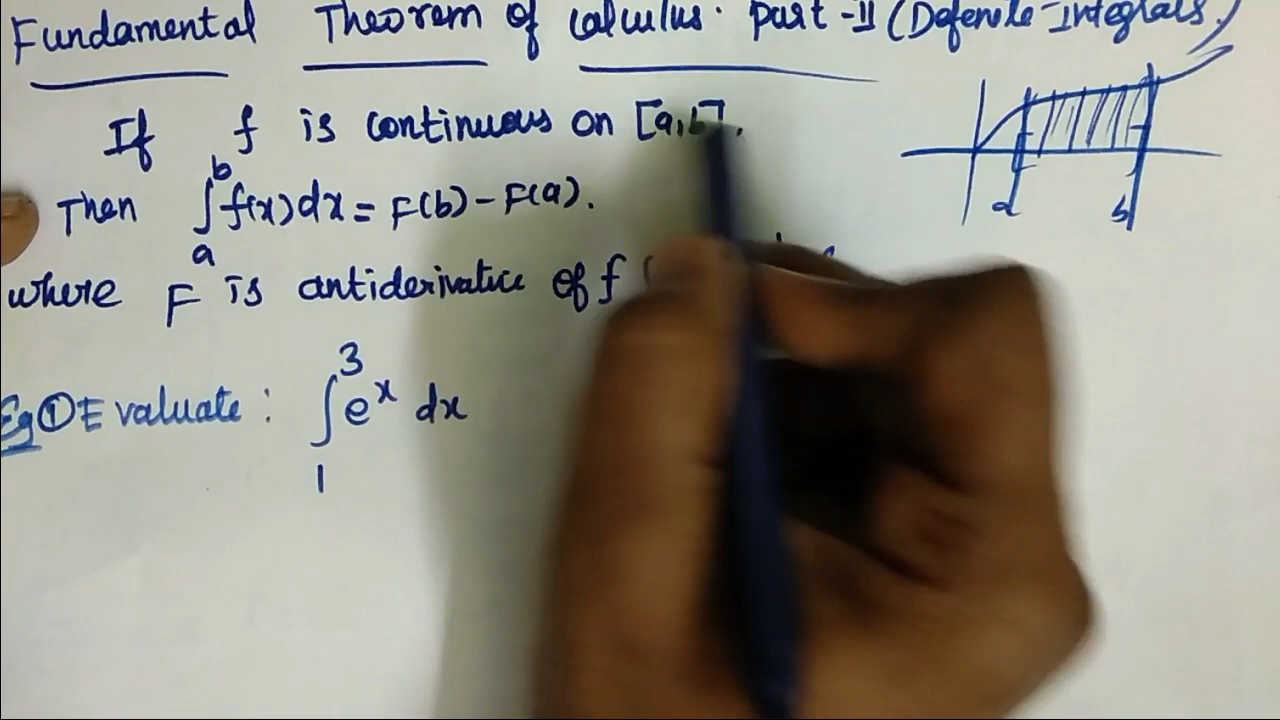 Fundamental Theorem of calculus. part-II (Defenite-Integrals)
If f is continuous on [a,b].
Then ∫ₐᵇ f(x)dx = F(b) - F(a).
where F is antiderivative of f
Eg① Evaluate : ∫₁³ eˣ dx
a b